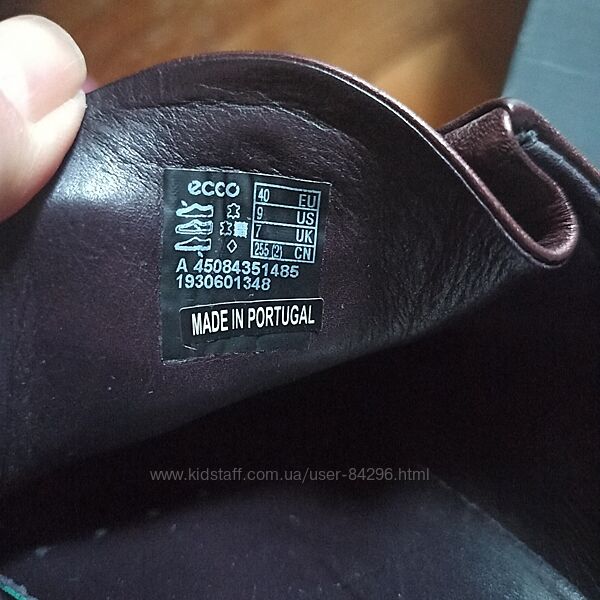 ecco
40 EU
9 US
7 UK
255 (2) CN
A 45084351485
1930601348
MADE IN PORTUGAL
www.kidstaff.com.ua/user-84296.html